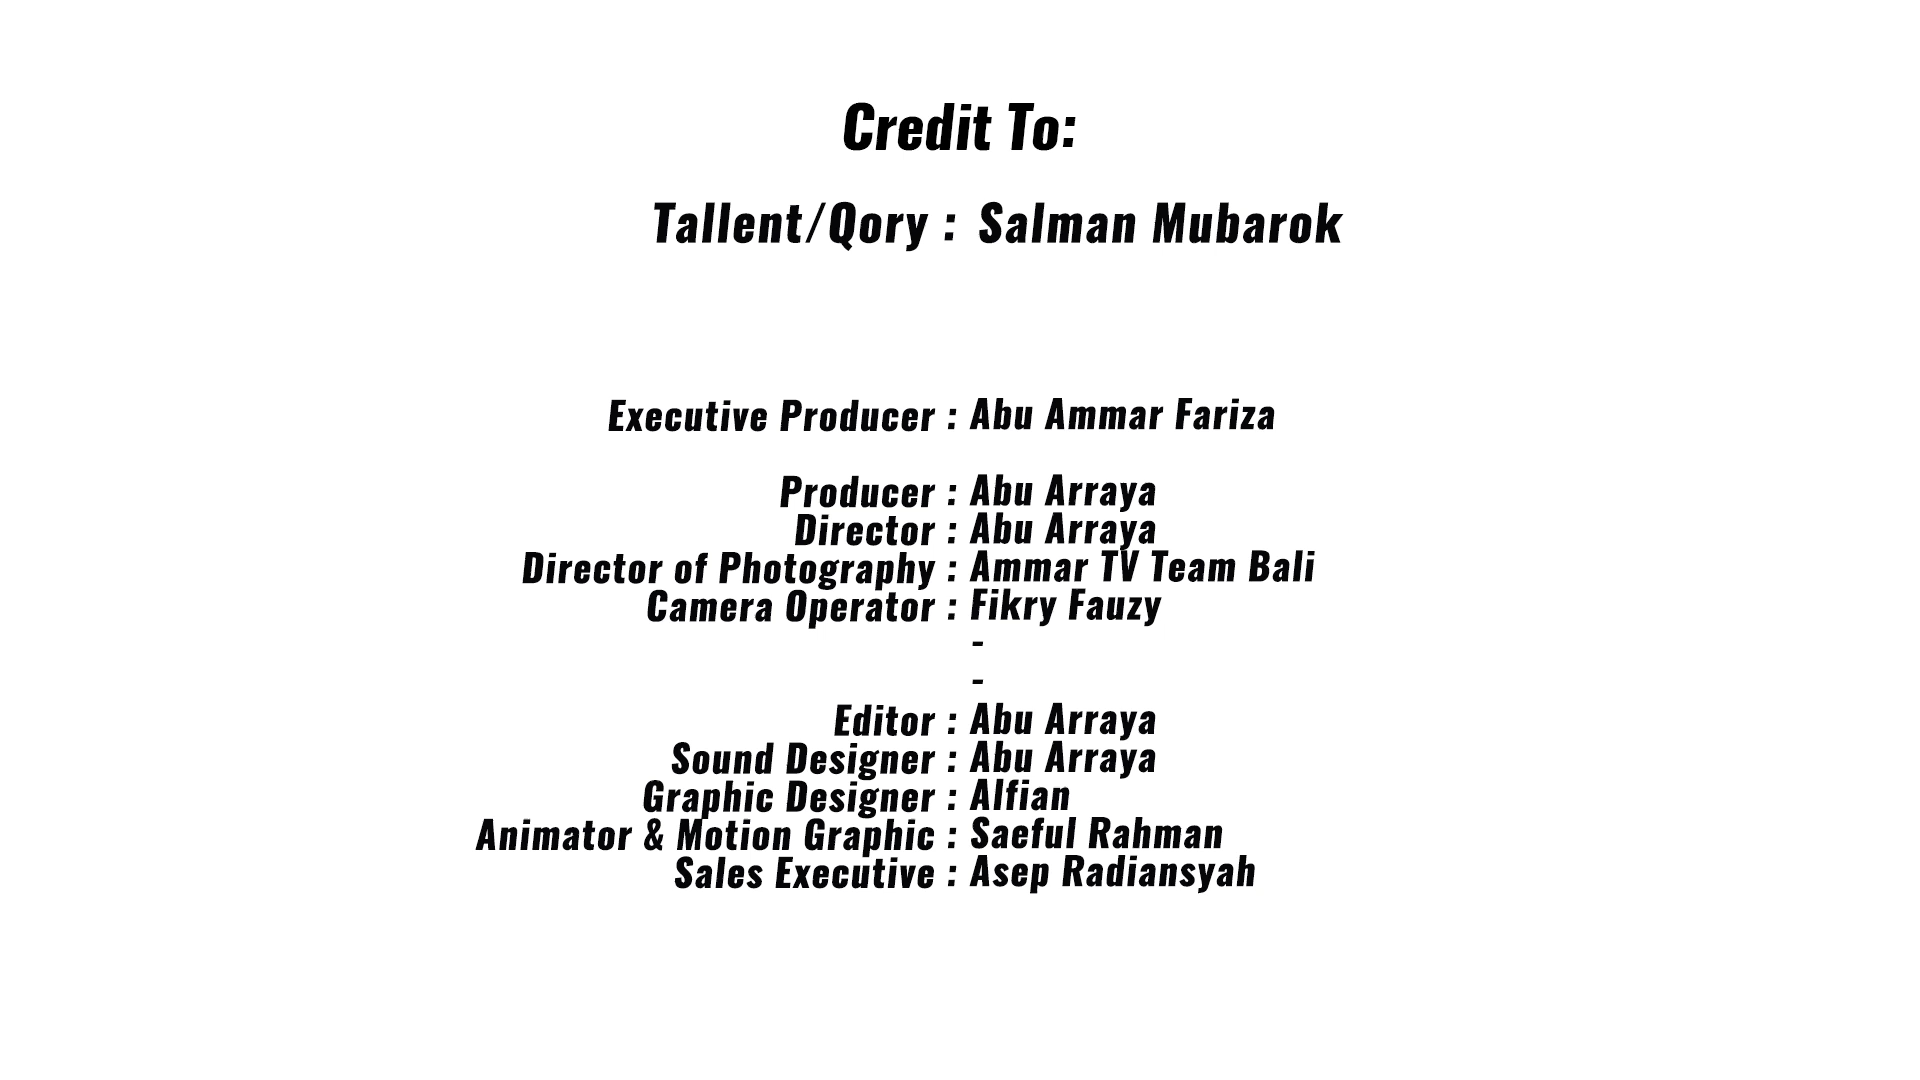 Credit To:
Tallent/Qory : Salman Mubarok
Executive Producer : Abu Ammar Fariza
Producer : Abu Arraya
Director : Abu Arraya
Director of Photography : Ammar TV Team Bali
Camera Operator : Fikry Fauzy
-
-
Editor : Abu Arraya
Sound Designer : Abu Arraya
Graphic Designer : Alfian
Animator & Motion Graphic : Saeful Rahman
Sales Executive : Asep Radiansyah